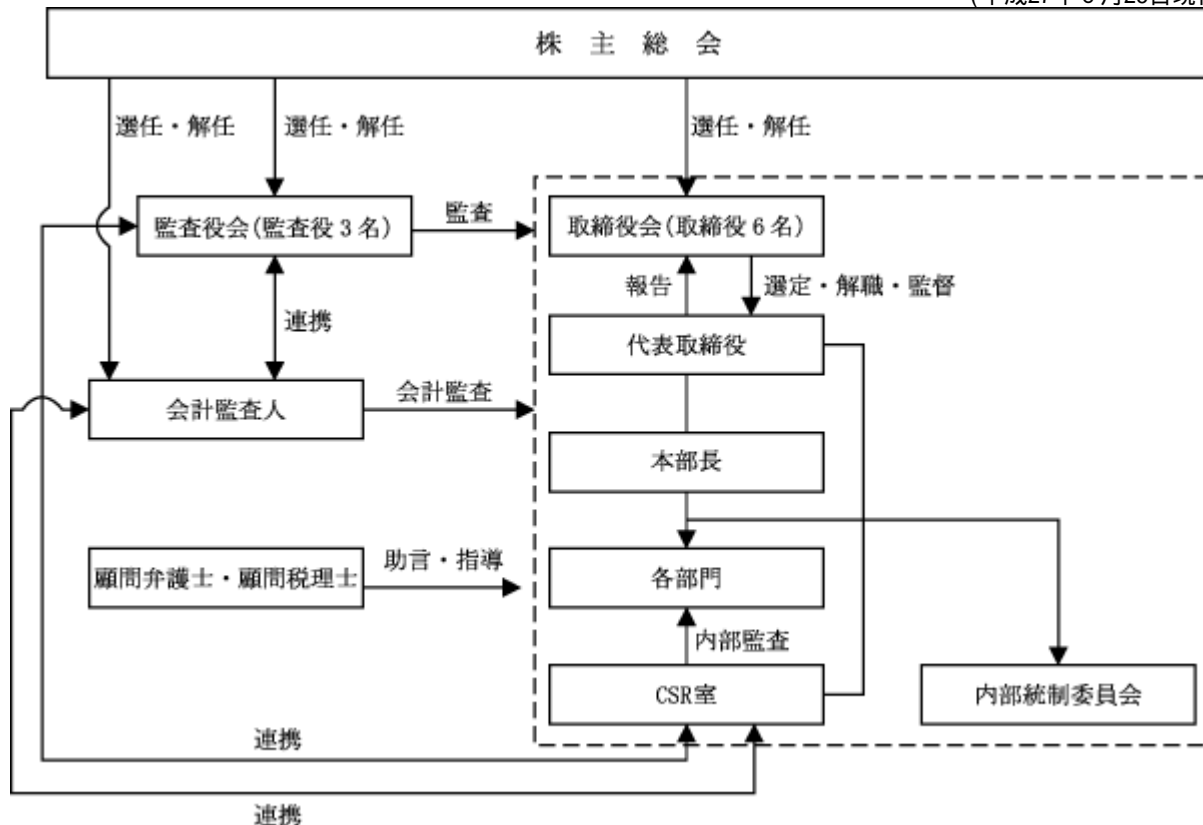 株主総会
選任・解任
選任・解任
選任・解任
監査役会(監査役3名)
監査
取締役会(取締役6名)
報告
選定・解職・監督
連携
代表取締役
会計監査人
会計監査
本部長
顧問弁護士・顧問税理士
助言・指導
各部門
内部監査
CSR室
内部統制委員会
連携
連携